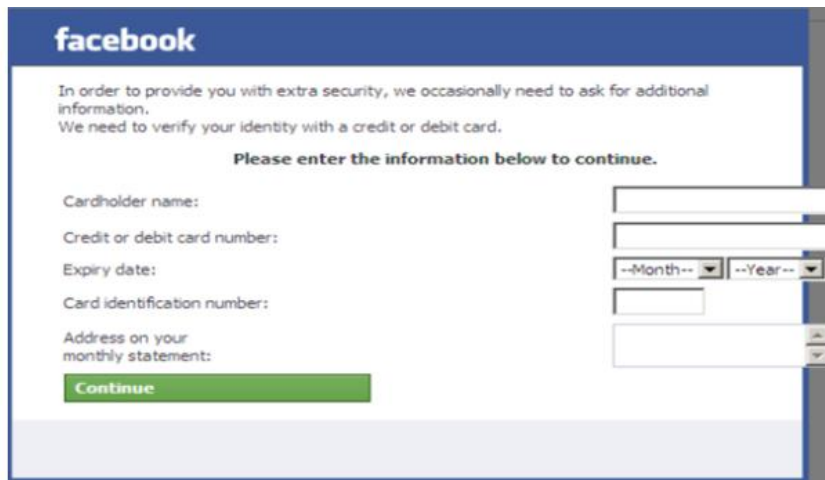 facebook
In order to provide you with extra security, we occasionally need to ask for additional
information.
We need to verify your identity with a credit or debit card.
Please enter the information below to continue.
Cardholder name:
Credit or debit card number:
Expiry date:
--Month-- --Year--
Card identification number:
Address on your
monthly statement:
Continue